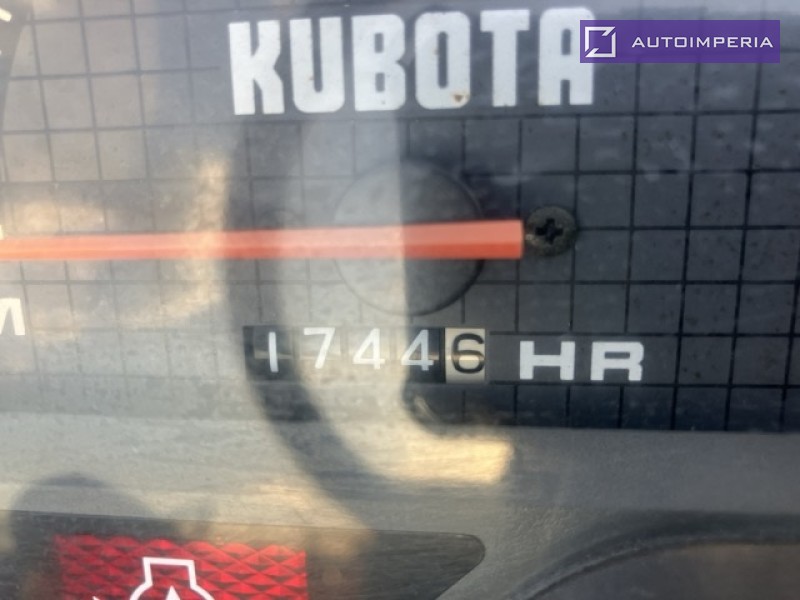 KUBOTA
AUTOIMPERIA
M
17446 HR